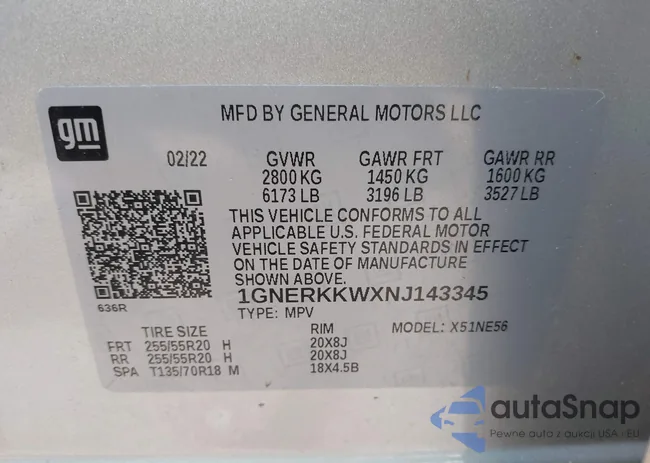 gm
MFD BY GENERAL MOTORS LLC
02/22 GVWR GAWR FRT GAWR RR
2800 KG 1450 KG 1600 KG
6173 LB 3196 LB 3527 LB
THIS VEHICLE CONFORMS TO ALL
APPLICABLE U.S. FEDERAL MOTOR
VEHICLE SAFETY STANDARDS IN EFFECT
ON THE DATE OF MANUFACTURE
SHOWN ABOVE.
1GNERKKWXNJ143345
636R
TYPE: MPV MODEL: X51NE56
TIRE SIZE RIM
FRT 255/55R20 H 20X8J
RR 255/55R20 H 20X8J
SPA T135/70R18 M 18X4.5B
autaSnap
Pewne auta z aukcji USA i EU